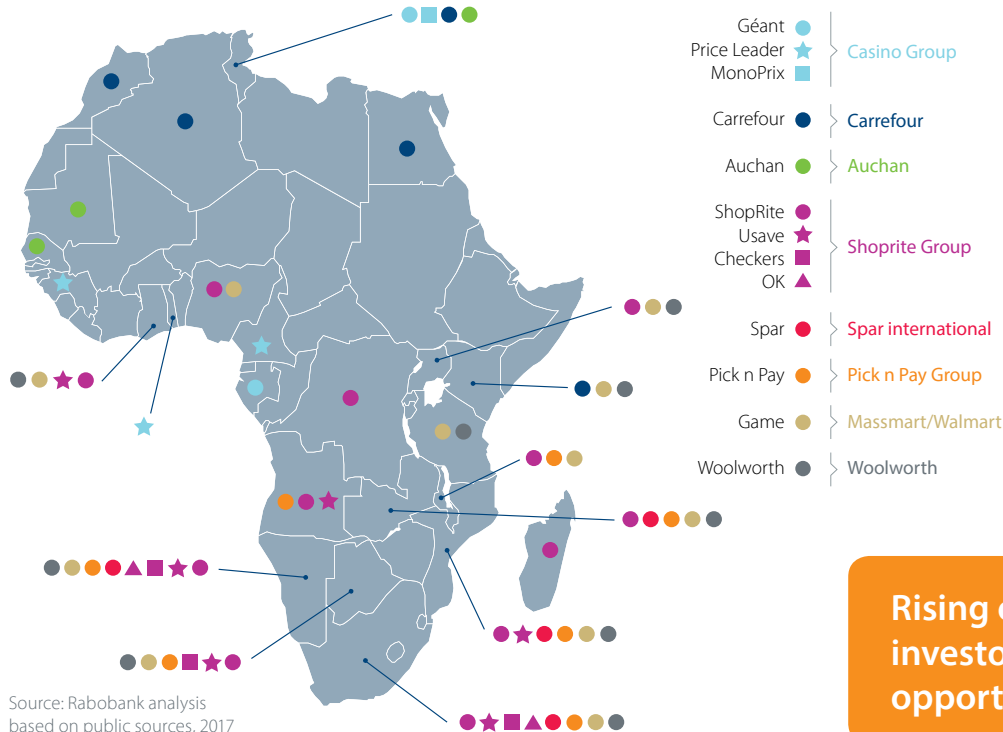 Géant
Price Leader
Casino Group
MonoPrix
Carrefour
Carrefour
Auchan
Auchan
ShopRite
Usave
Shoprite Group
Checkers
OK
Spar
Spar international
Pick n Pay
Pick n Pay Group
Game
Massmart/Walmart
Woolworth
Woolworth
Rising
investo
opport
Source: Rabobank analysis
based on public sources, 2017